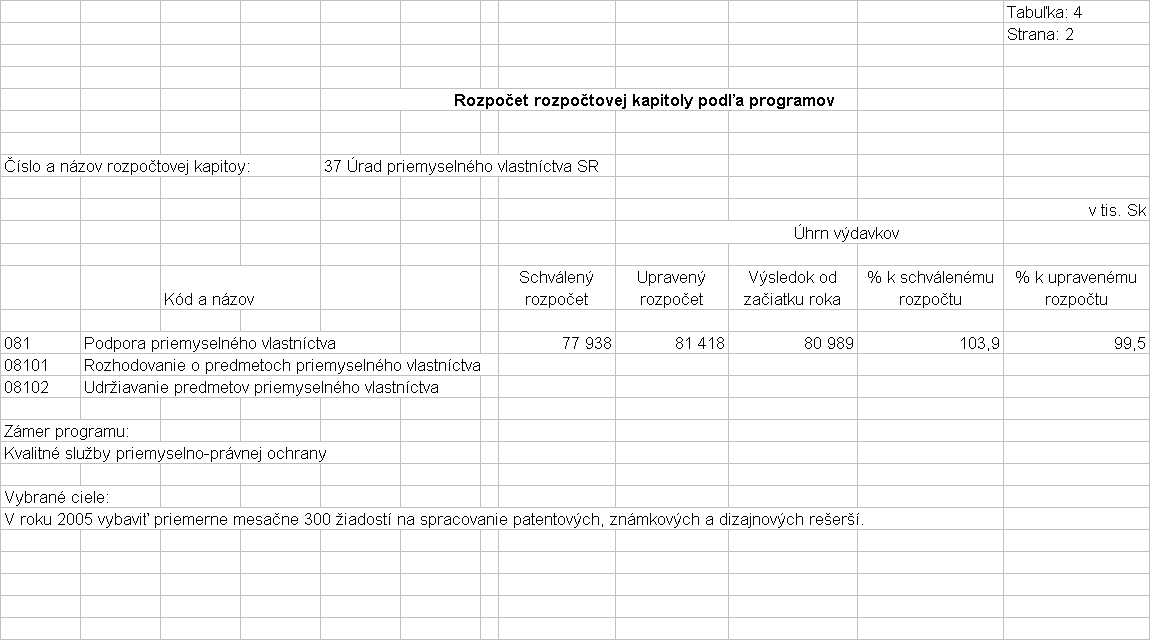 Tabuľka: 4
Strana: 2
Rozpočet rozpočtovej kapitoly podľa programov
Číslo a názov rozpočtovej kapitoy: 37 Úrad priemyselného vlastníctva SR
v tis. Sk
Úhrn výdavkov
Schválený Upravený Výsledok od % k schválenému % k upravenému
Kód a názov rozpočet rozpočet začiatku roka rozpočtu rozpočtu
081 Podpora priemyselného vlastníctva 77 938 81 418 80 989 103,9 99,5
08101 Rozhodovanie o predmetoch priemyselného vlastníctva
08102 Udržiavanie predmetov priemyselného vlastníctva
Zámer programu:
Kvalitné služby priemyselno-právnej ochrany
Vybrané ciele:
V roku 2005 vybaviť priemerne mesačne 300 žiadostí na spracovanie patentových, známkových a dizajnových rešerší.